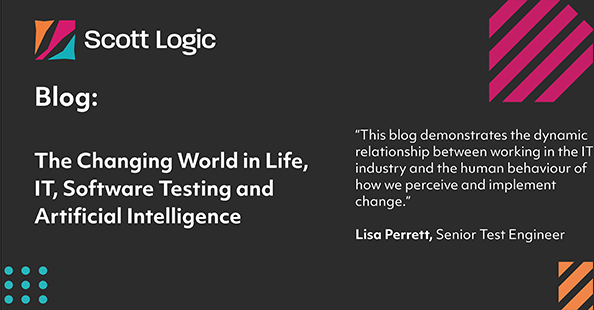 Scott Logic
Blog:
The Changing World in Life,
IT, Software Testing and
Artificial Intelligence
"This blog demonstrates the dynamic
relationship between working in the IT
industry and the human behaviour of
how we perceive and implement
change."
Lisa Perrett, Senior Test Engineer